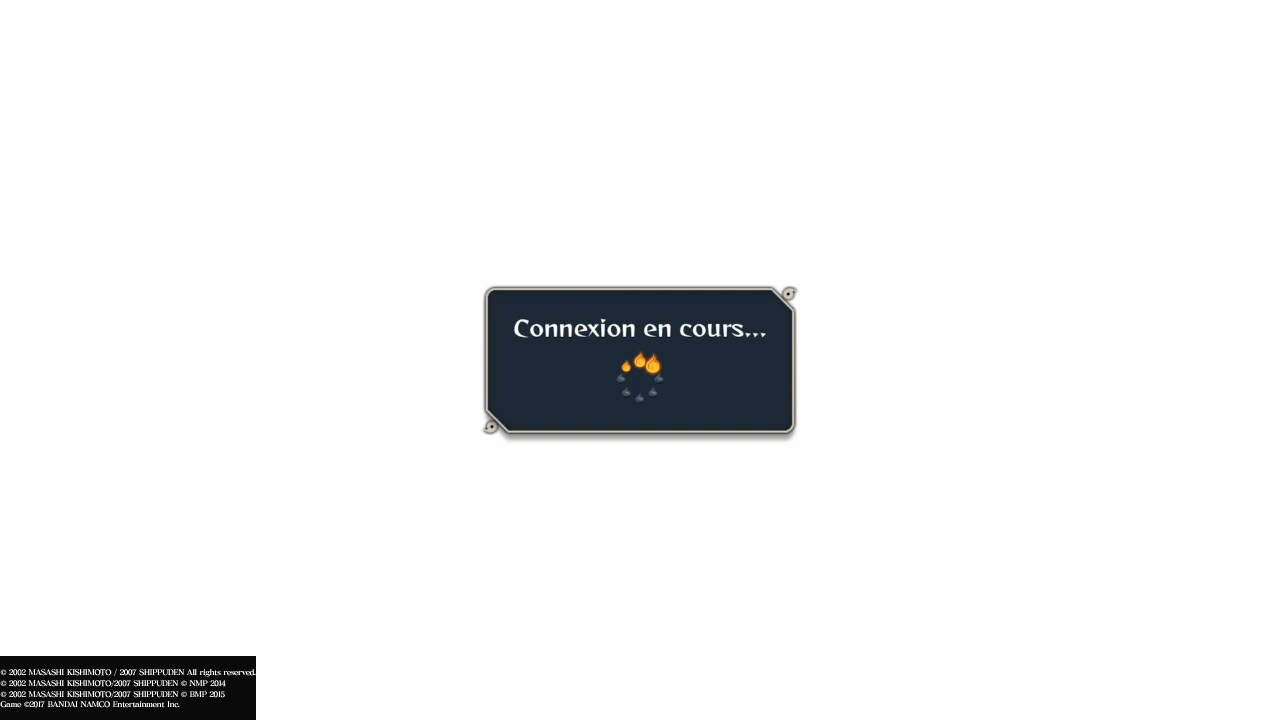 Connexion en cours...
© 2002 MASASHI KISHIMOTO / 2007 SHIPPUDEN All rights reserved.
© 2002 MASASHI KISHIMOTO/2007 SHIPPUDEN © NMP 2014
© 2002 MASASHI KISHIMOTO/2007 SHIPPUDEN © BMP 2015
Game ©2017 BANDAI NAMCO Entertainment Inc.